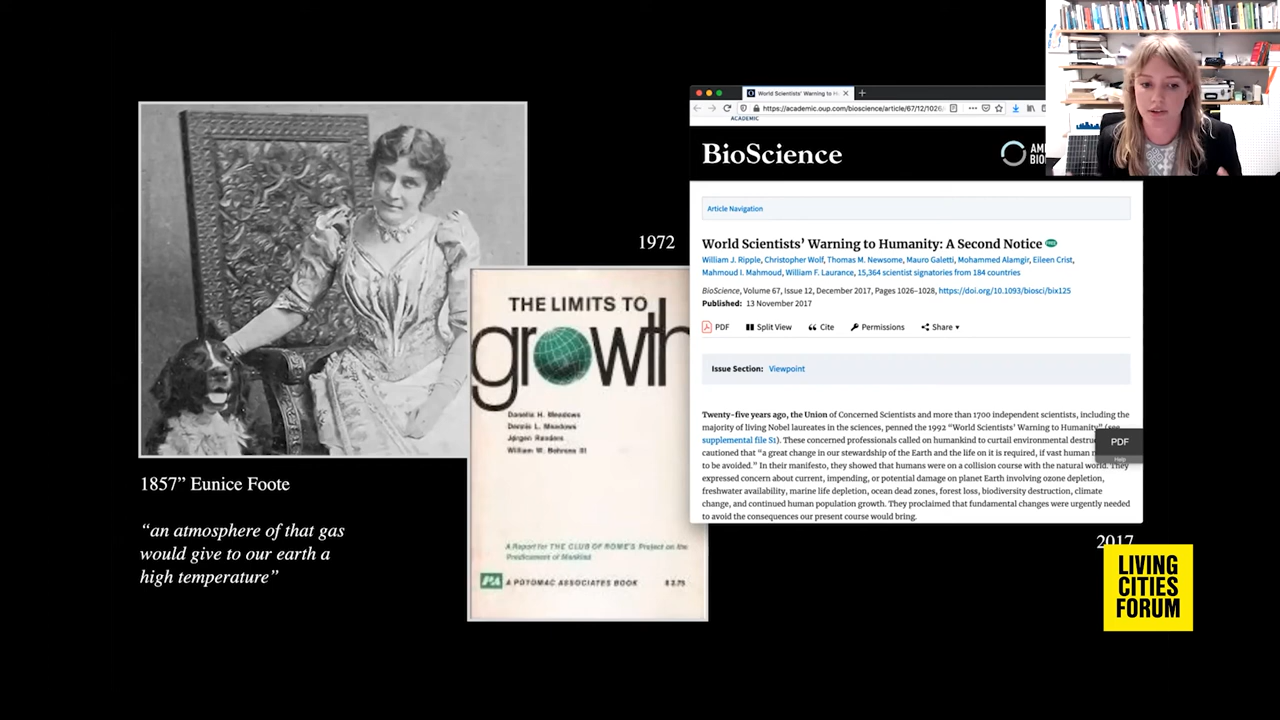 1857” Eunice Foote
“an atmosphere of that gas
would give to our earth a
high temperature”
1972
THE LIMITS TO
growth
Donella H. Meadows
Dennis L. Meadows
Jørgen Randers
William W. Behrens III
A Report for THE CLUB OF ROME'S Project on the
Predicament of Mankind
A POTOMAC ASSOCIATES BOOK $2.75
World Scientists' Warning to H
https://academic.oup.com/bioscience/article/67/12/1026
ACADEMIC
BioScience
AM
BIO
Article Navigation
World Scientists’ Warning to Humanity: A Second Notice
William J. Ripple, Christopher Wolf, Thomas M. Newsome, Mauro Galetti, Mohammed Alamgir, Eileen Crist,
Mahmoud I. Mahmoud, William F. Laurance, 15,364 scientist signatories from 184 countries
BioScience, Volume 67, Issue 12, December 2017, Pages 1026–1028, https://doi.org/10.1093/biosci/bix125
Published: 13 November 2017
PDF Split View Cite Permissions Share
Issue Section: Viewpoint
Twenty-five years ago, the Union of Concerned Scientists and more than 1700 independent scientists, including the
majority of living Nobel laureates in the sciences, penned the 1992 “World Scientists’ Warning to Humanity” (see
supplemental file S1). These concerned professionals called on humankind to curtail environmental destruc
cautioned that “a great change in our stewardship of the Earth and the life on it is required, if vast human
to be avoided.” In their manifesto, they showed that humans were on a collision course with the natural world. They
expressed concern about current, impending, or potential damage on planet Earth involving ozone depletion,
freshwater availability, marine life depletion, ocean dead zones, forest loss, biodiversity destruction, climate
change, and continued human population growth. They proclaimed that fundamental changes were urgently needed
to avoid the consequences our present course would bring.
PDF
Help
2017
LIVING
CITIES
FORUM